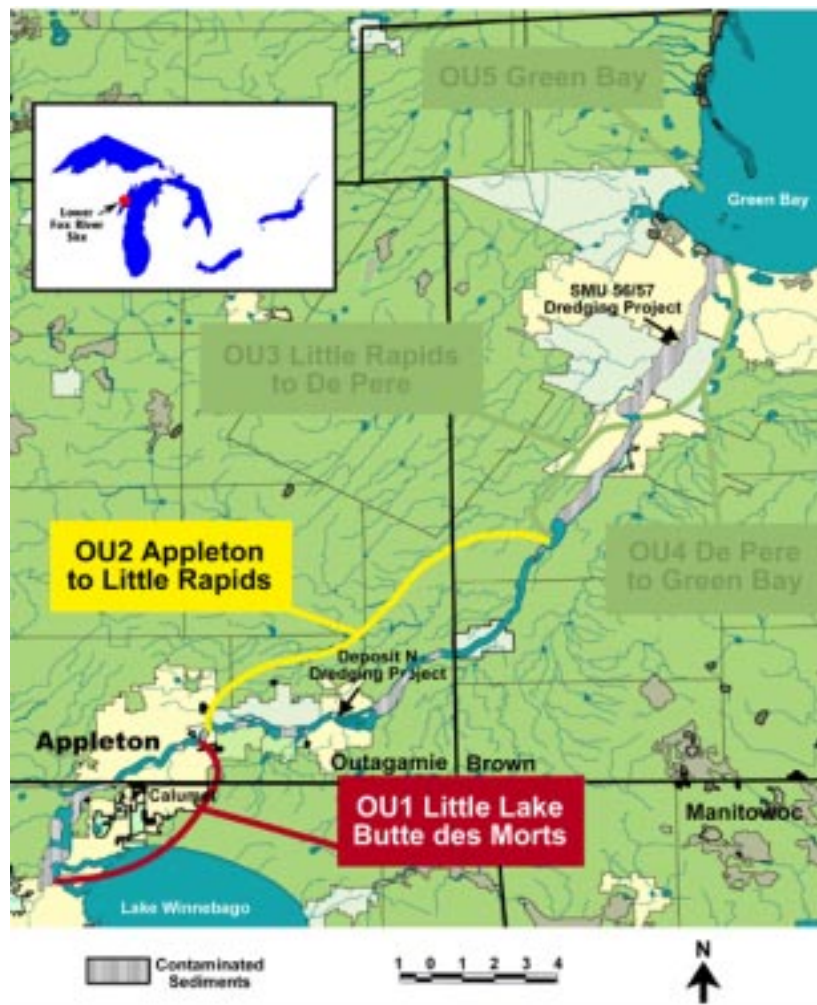 OU5 Green Bay
Lower
Fox River
Site
Green Bay
SMU 56/57
Dredging Project
OU3 Little Rapids
to De Pere
OU2 Appleton
to Little Rapids
OU4 De Pere
to Green Bay
Deposit N
Dredging Project
Appleton
Outagamie
Brown
Calumet
OU1 Little Lake
Butte des Morts
Manitowoc
Lake Winnebago
Contaminated
Sediments
1 0 1 2 3 4
N